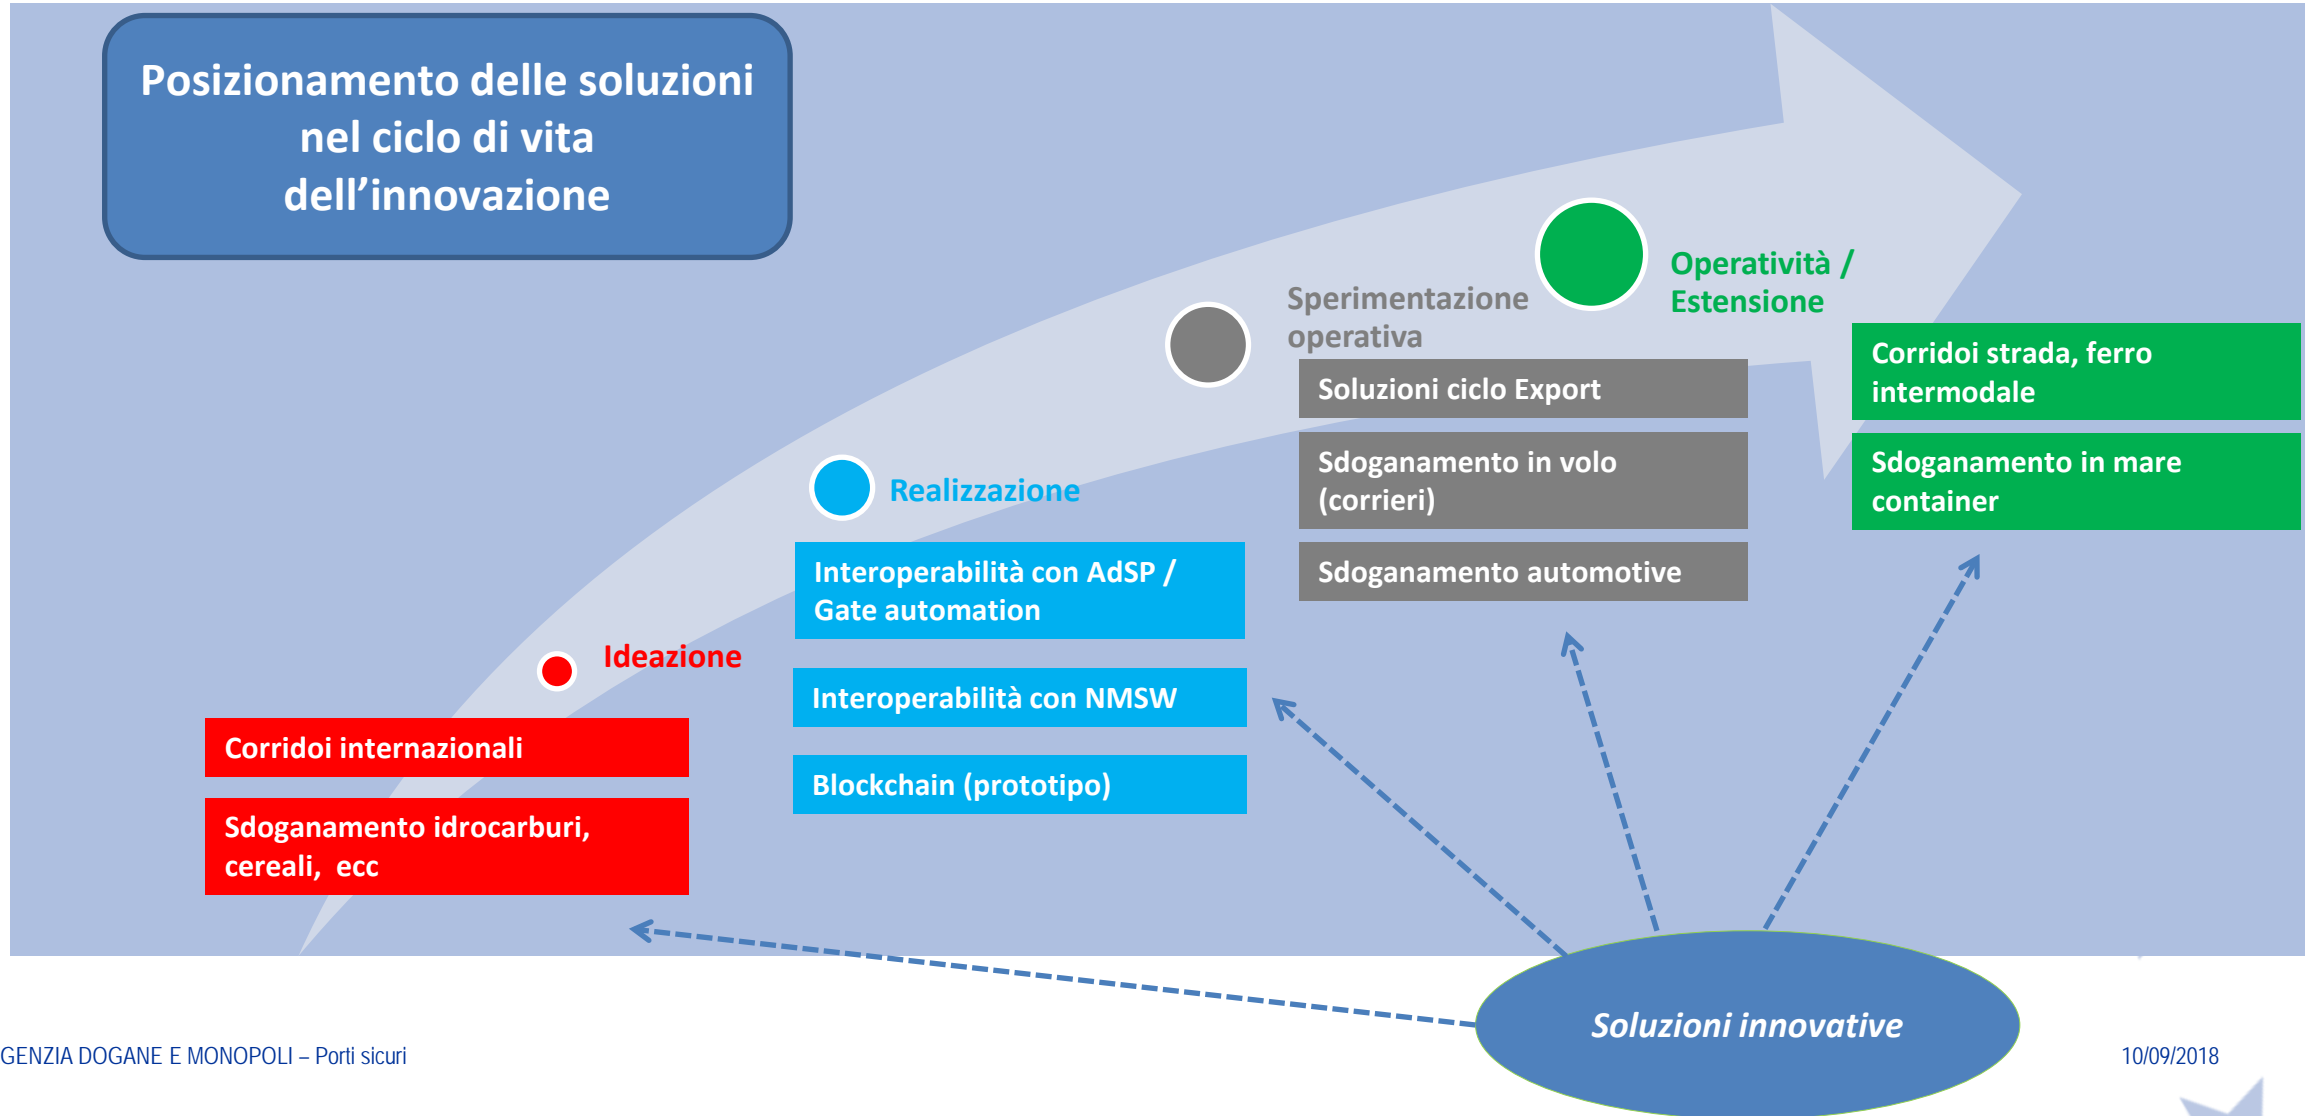 Posizionamento delle soluzioni
nel ciclo di vita
dell’innovazione
Operatività /
Estensione
Sperimentazione
operativa
Corridoi strada, ferro
intermodale
Soluzioni ciclo Export
Sdoganamento in volo
(corrieri)
Sdoganamento in mare
container
Sdoganamento automotive
Realizzazione
Interoperabilità con AdSP /
Gate automation
Interoperabilità con NMSW
Blockchain (prototipo)
Ideazione
Corridoi internazionali
Sdoganamento idrocarburi,
cereali,  ecc
Soluzioni innovative
GENZIA DOGANE E MONOPOLI – Porti sicuri
10/09/2018